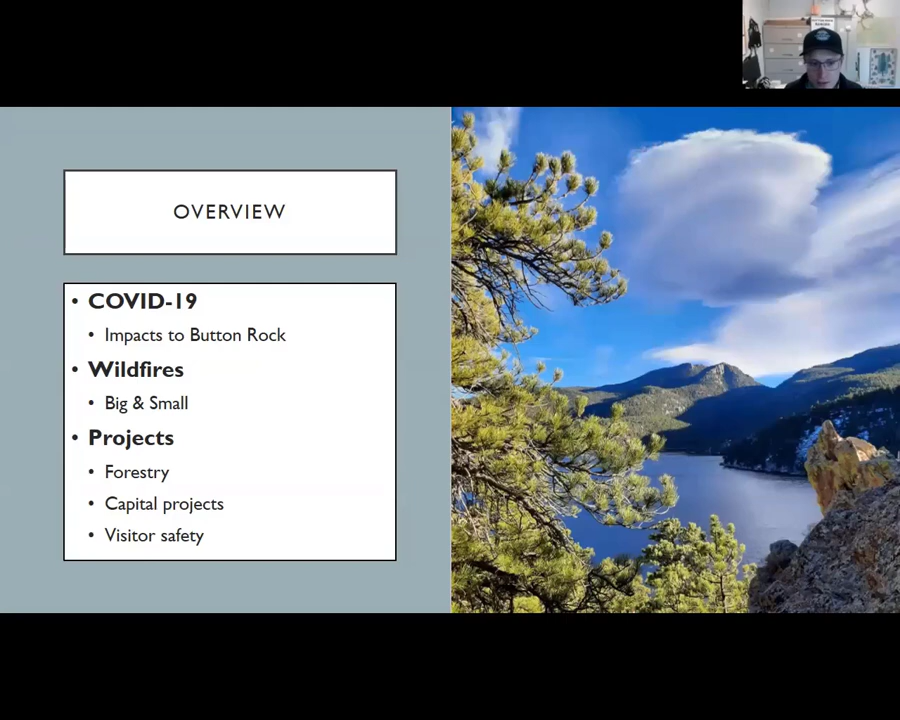 OVERVIEW
• COVID-19
• Impacts to Button Rock
• Wildfires
• Big & Small
• Projects
• Forestry
• Capital projects
• Visitor safety